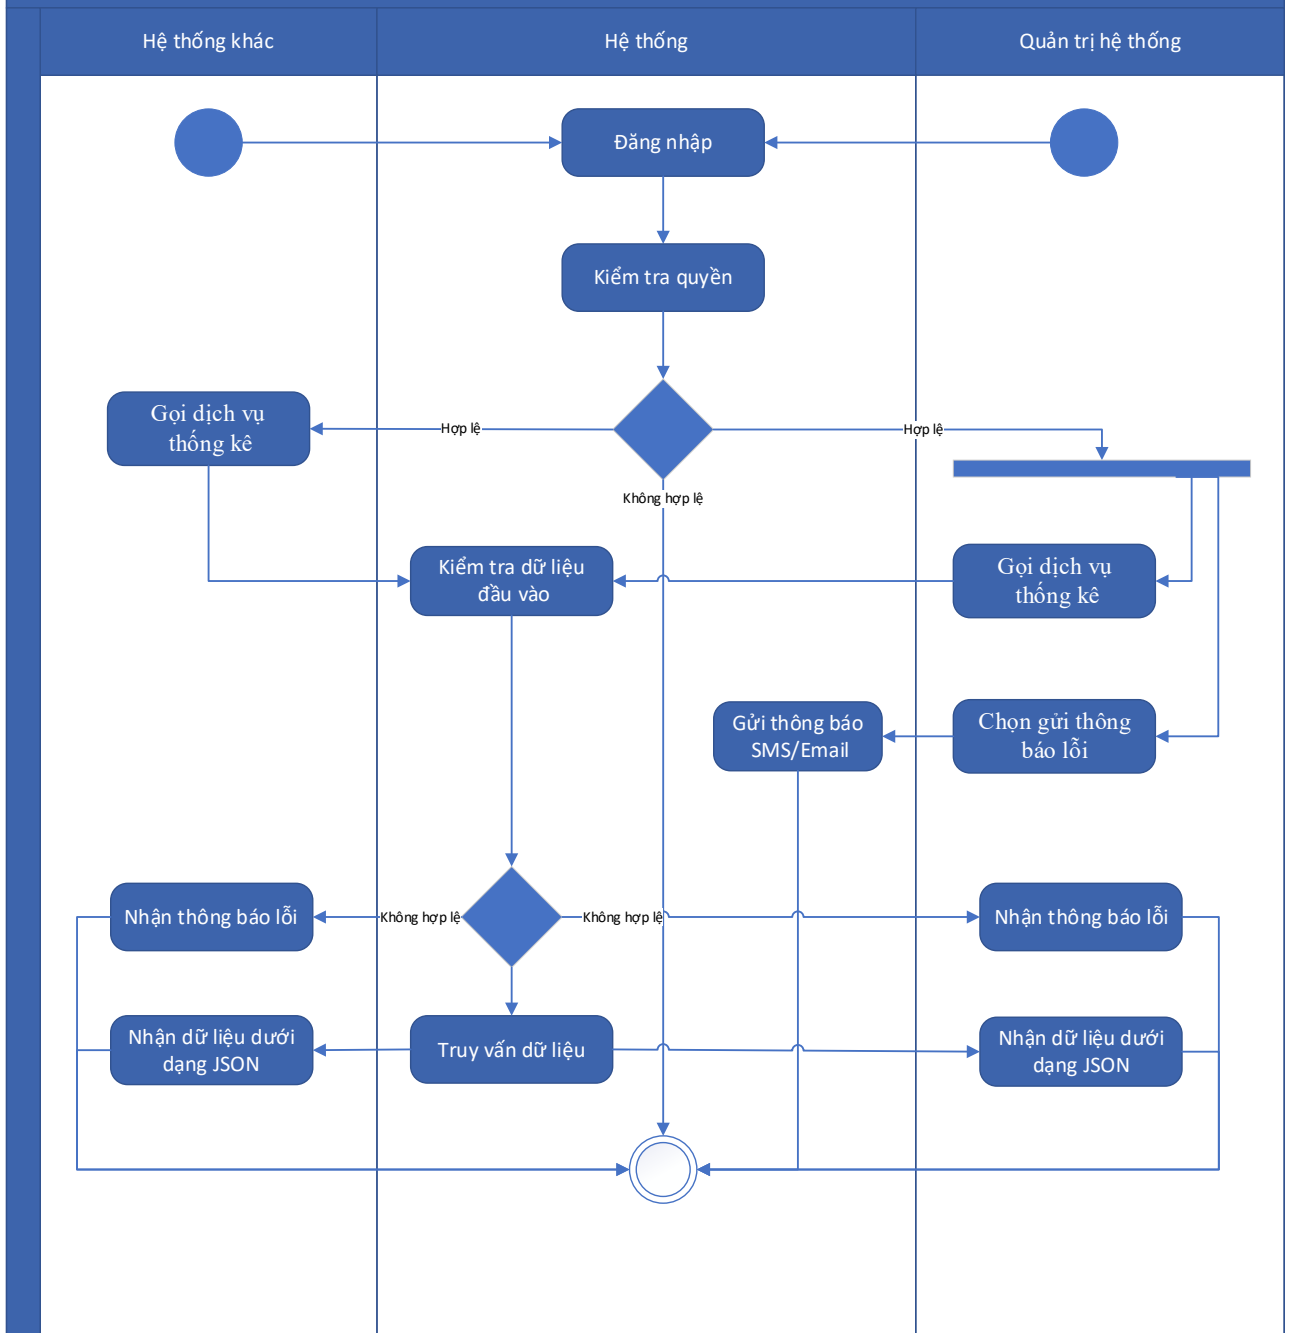 Hệ thống khác
Hệ thống
Quản trị hệ thống
Đăng nhập
Kiểm tra quyền
Gọi dịch vụ
thống kê
Hợp lệ
Hợp lệ
Không hợp lệ
Kiểm tra dữ liệu
đầu vào
Gọi dịch vụ
thống kê
Gửi thông báo
SMS/Email
Chọn gửi thông
báo lỗi
Nhận thông báo lỗi
Không hợp lệ
Không hợp lệ
Nhận thông báo lỗi
Nhận dữ liệu dưới
dạng JSON
Truy vấn dữ liệu
Nhận dữ liệu dưới
dạng JSON